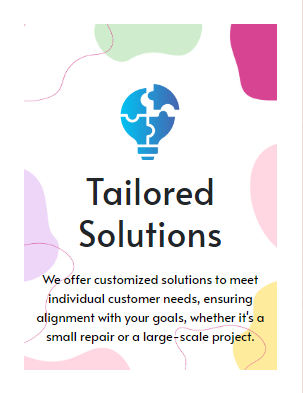 Tailored
Solutions
We offer customized solutions to meet
individual customer needs, ensuring
alignment with your goals, whether it's a
small repair or a large-scale project.